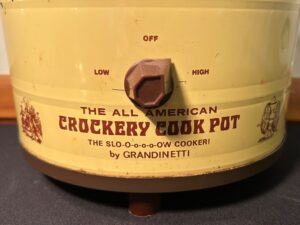 OFF
LOW HIGH
THE ALL AMERICAN
CROCKERY COOK POT
THE SLO-O-o-o-o-OW COOKER!
by GRANDINETTI